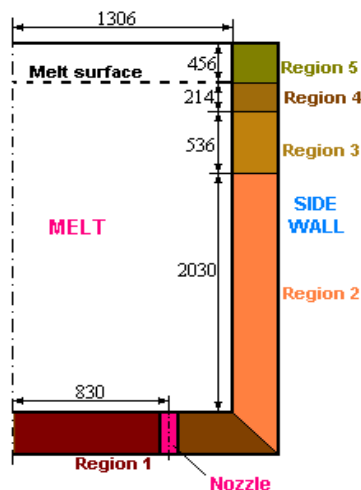 1306
456
Region 5
Melt surface
214
Region 4
536
Region 3
SIDE
WALL
MELT
2030
Region 2
830
Region 1
Nozzle